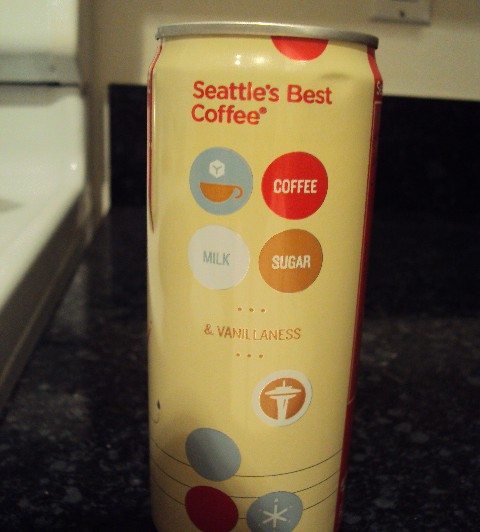 Seattle's Best
Coffee®
COFFEE
MILK
SUGAR
& VANILLANESS